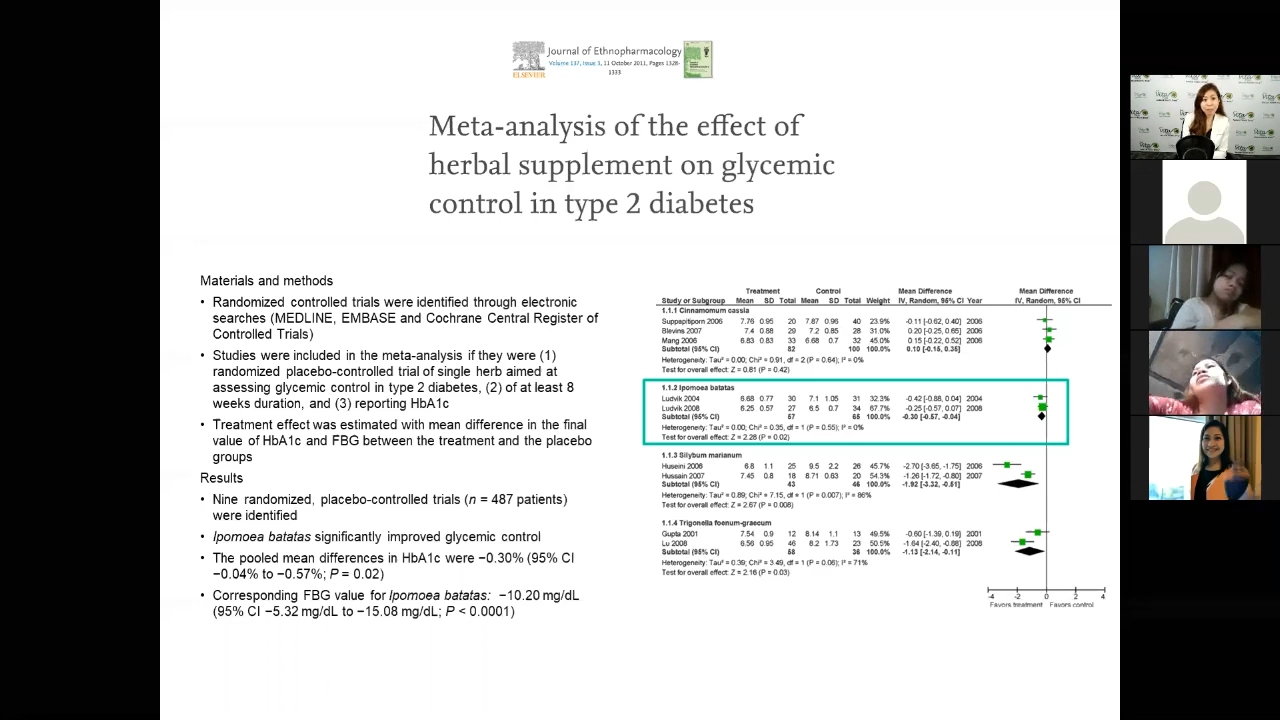 ELSEVIER
Journal of Ethnopharmacology
Volume 137, Issue 3, 11 October 2011, Pages 1328-
1333
Meta-analysis of the effect of
herbal supplement on glycemic
control in type 2 diabetes
Materials and methods
• Randomized controlled trials were identified through electronic
searches (MEDLINE, EMBASE and Cochrane Central Register of
Controlled Trials)
• Studies were included in the meta-analysis if they were (1)
randomized placebo-controlled trial of single herb aimed at
assessing glycemic control in type 2 diabetes, (2) of at least 8
weeks duration, and (3) reporting HbA1c
• Treatment effect was estimated with mean difference in the final
value of HbA1c and FBG between the treatment and the placebo
groups
Results
• Nine randomized, placebo-controlled trials (n = 487 patients)
were identified
• Ipomoea batatas significantly improved glycemic control
• The pooled mean differences in HbA1c were −0.30% (95% CI
−0.04% to −0.57%; P = 0.02)
• Corresponding FBG value for Ipomoea batatas: −10.20 mg/dL
(95% CI −5.32 mg/dL to −15.08 mg/dL; P < 0.0001)
Treatment Control Mean Difference Mean Difference
Study or Subgroup Mean SD Total Mean SD Total Weight IV, Random, 95% CI Year IV, Random, 95% CI
1.1.1 Cinnamomum cassia
Suppapitiporn 2006 7.76 0.95 20 7.87 0.96 40 23.9% -0.11 [-0.62, 0.40] 2006
Blevins 2007 7.4 0.88 29 7.2 0.85 28 31.1% 0.20 [-0.25, 0.65] 2006
Mang 2006 6.83 0.83 33 6.68 0.7 32 45.0% 0.15 [-0.22, 0.52] 2006
Subtotal (95% CI) 82 100 100.0% 0.10 [-0.15, 0.35]
Heterogeneity: Tau² = 0.00; Chi² = 0.91, df = 2 (P = 0.64); I² = 0%
Test for overall effect: Z = 0.81 (P = 0.42)
1.1.2 Ipomoea batatas
Ludvik 2004 6.68 0.77 30 7.1 1.05 31 32.3% -0.42 [-0.88, 0.04] 2004
Ludvik 2008 6.25 0.57 27 6.5 0.7 34 67.7% -0.25 [-0.57, 0.07] 2008
Subtotal (95% CI) 57 65 100.0% -0.30 [-0.57, -0.04]
Heterogeneity: Tau² = 0.00; Chi² = 0.35, df = 1 (P = 0.55); I² = 0%
Test for overall effect: Z = 2.28 (P = 0.02)
1.1.3 Silybum marianum
Huseini 2006 6.8 1.1 25 9.5 2.2 26 45.7% -2.70 [-3.65, -1.75] 2006
Hussain 2007 7.45 0.8 18 8.71 0.63 20 54.3% -1.26 [-1.72, -0.80] 2007
Subtotal (95% CI) 43 46 100.0% -1.92 [-3.32, -0.51]
Heterogeneity: Tau² = 0.89; Chi² = 7.15, df = 1 (P = 0.007); I² = 86%
Test for overall effect: Z = 2.67 (P = 0.008)
1.1.4 Trigonella foenum-graecum
Gupta 2001 7.54 0.9 12 8.14 1.1 13 49.5% -0.60 [-1.39, 0.19] 2001
Lu 2008 6.56 0.95 46 8.2 1.73 23 50.5% -1.64 [-2.40, -0.88] 2008
Subtotal (95% CI) 58 36 100.0% -1.13 [-2.14, -0.11]
Heterogeneity: Tau² = 0.39; Chi² = 3.49, df = 1 (P = 0.06); I² = 71%
Test for overall effect: Z = 2.16 (P = 0.03)
-4 -2 0 2 4
Favors treatment Favors control